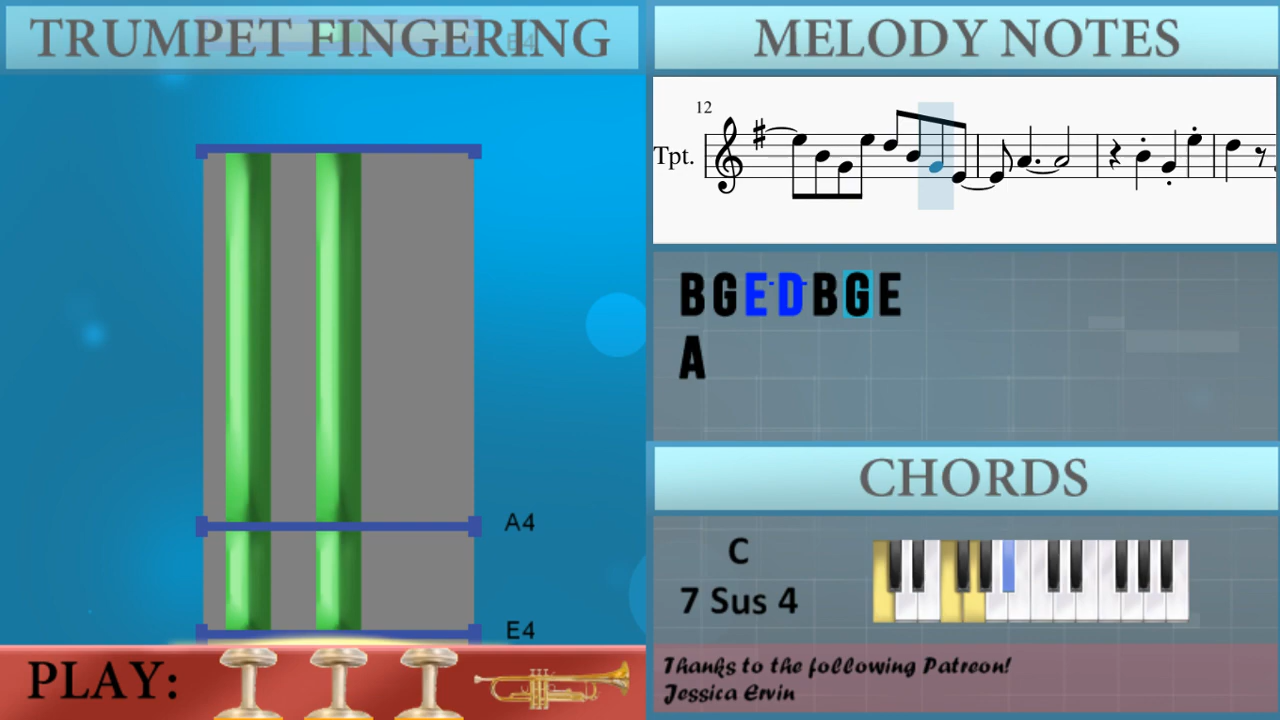 TRUMPET FINGERING
A4
E4
PLAY:
MELODY NOTES
12
Tpt.
B G E D B G E
A
CHORDS
C
7 Sus 4
Thanks to the following Patreon!
Jessica Ervin